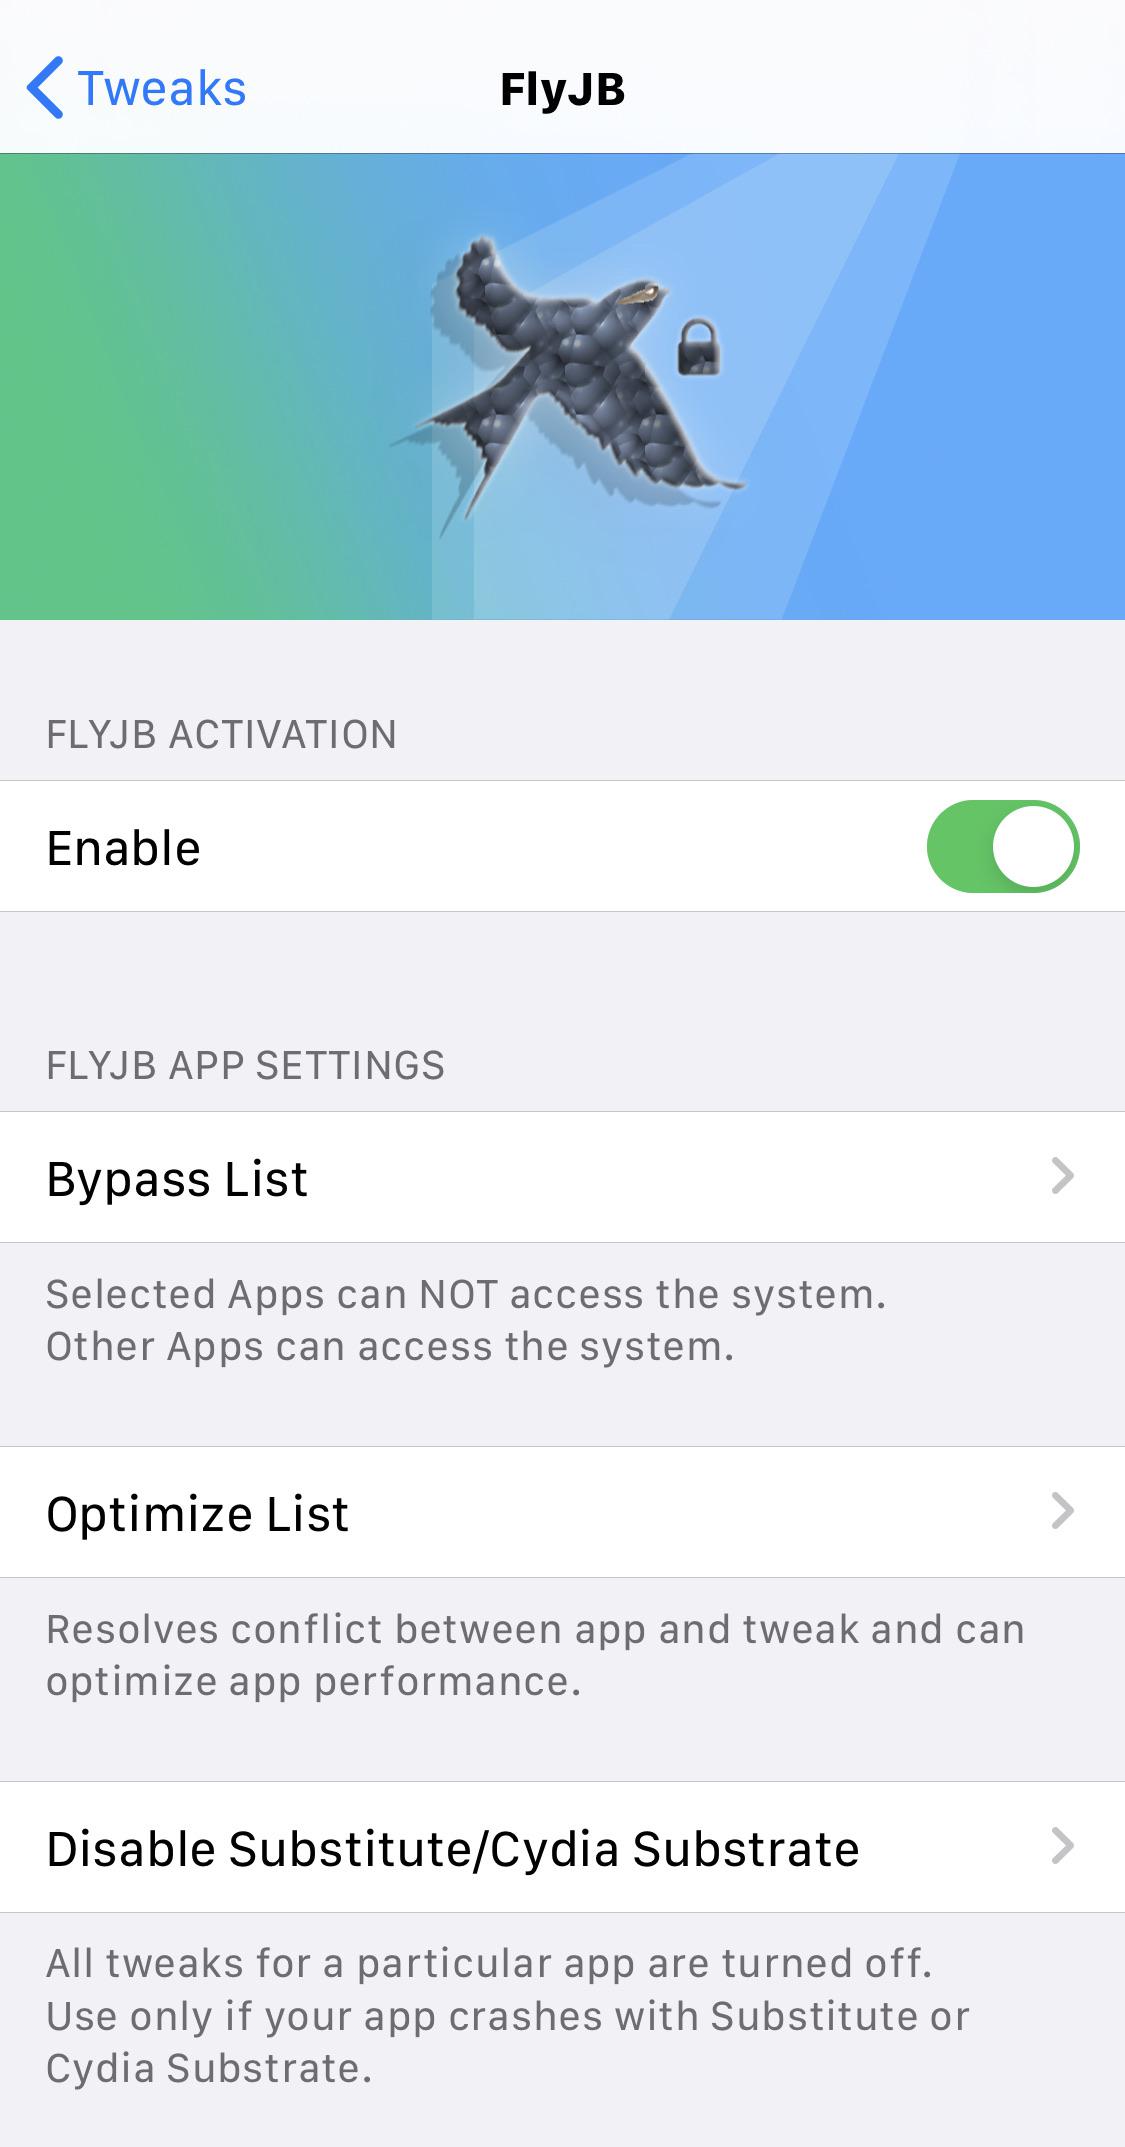 Tweaks
FlyJB
FLYJB ACTIVATION
Enable
FLYJB APP SETTINGS
Bypass List
Selected Apps can NOT access the system.
Other Apps can access the system.
Optimize List
Resolves conflict between app and tweak and can
optimize app performance.
Disable Substitute/Cydia Substrate
All tweaks for a particular app are turned off.
Use only if your app crashes with Substitute or
Cydia Substrate.